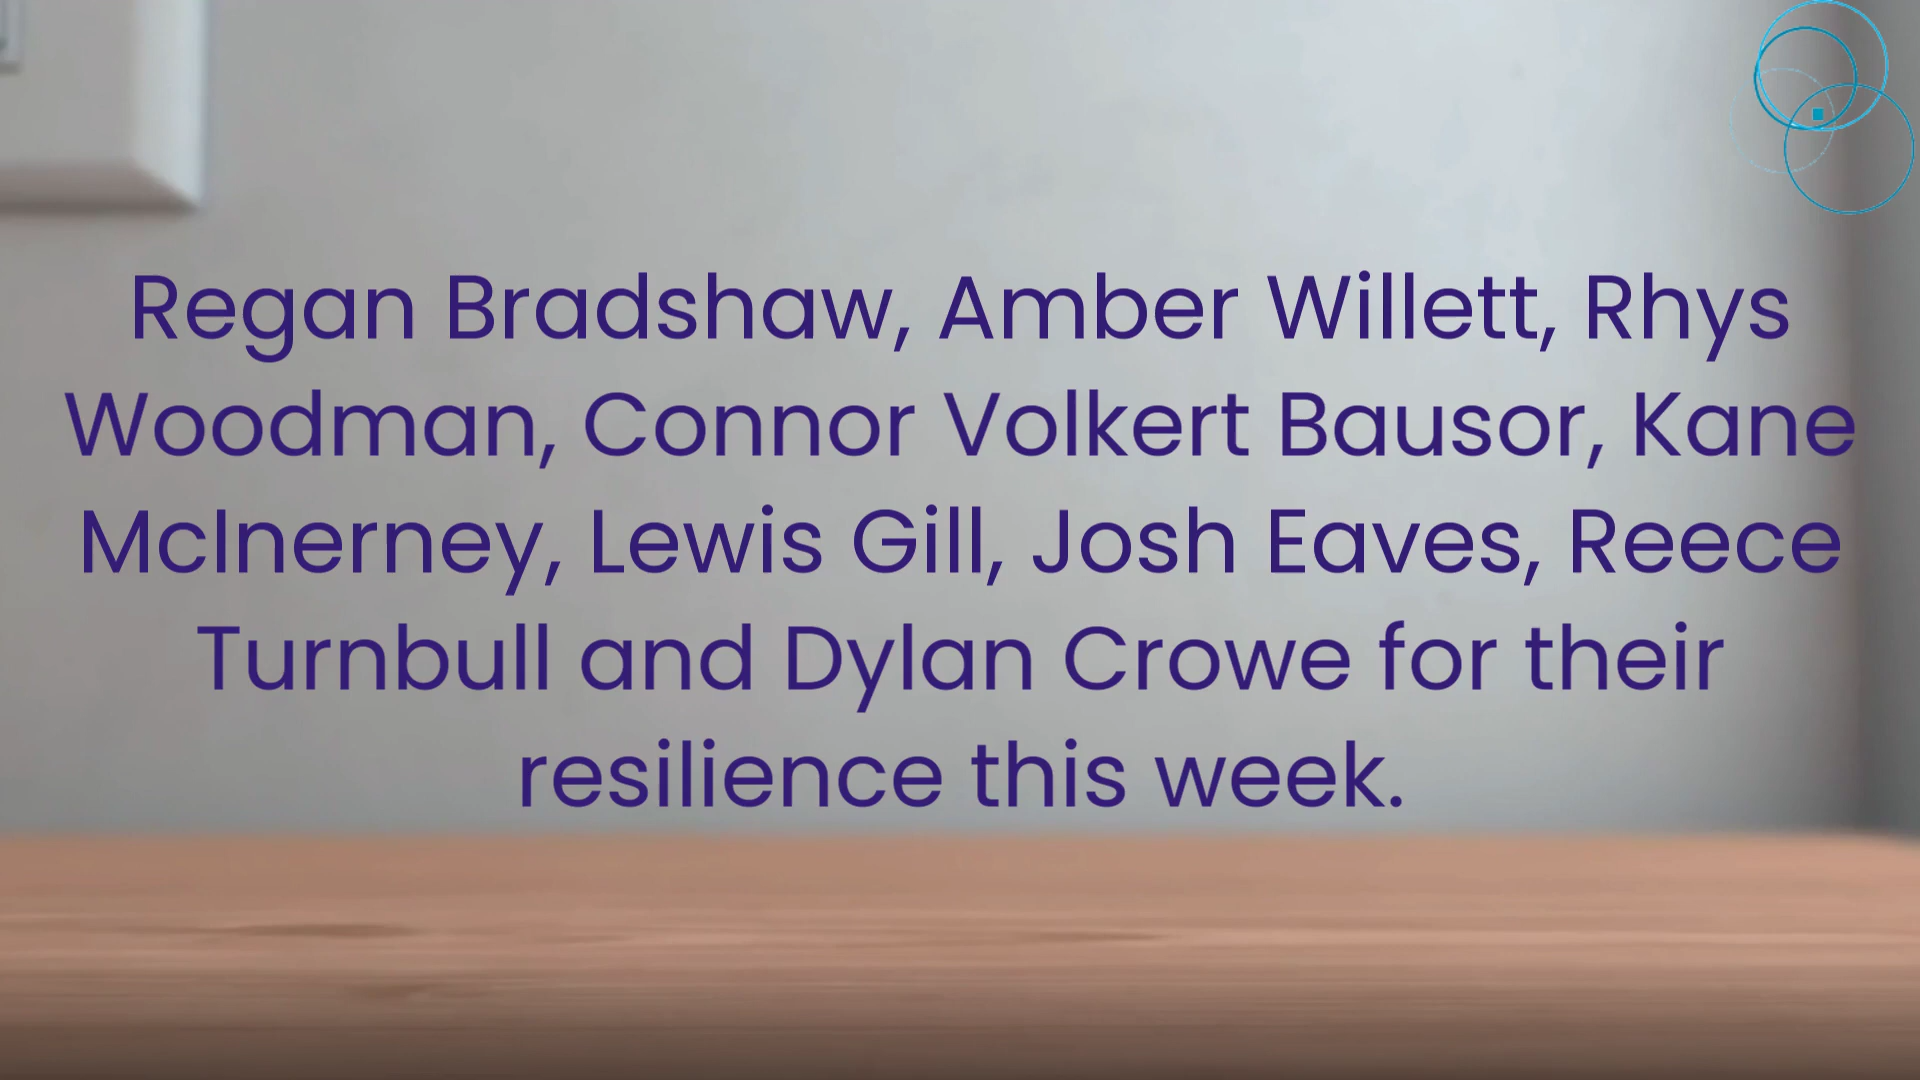 Regan Bradshaw, Amber Willett, Rhys
Woodman, Connor Volkert Bausor, Kane
McInerney, Lewis Gill, Josh Eaves, Reece
Turnbull and Dylan Crowe for their
resilience this week.